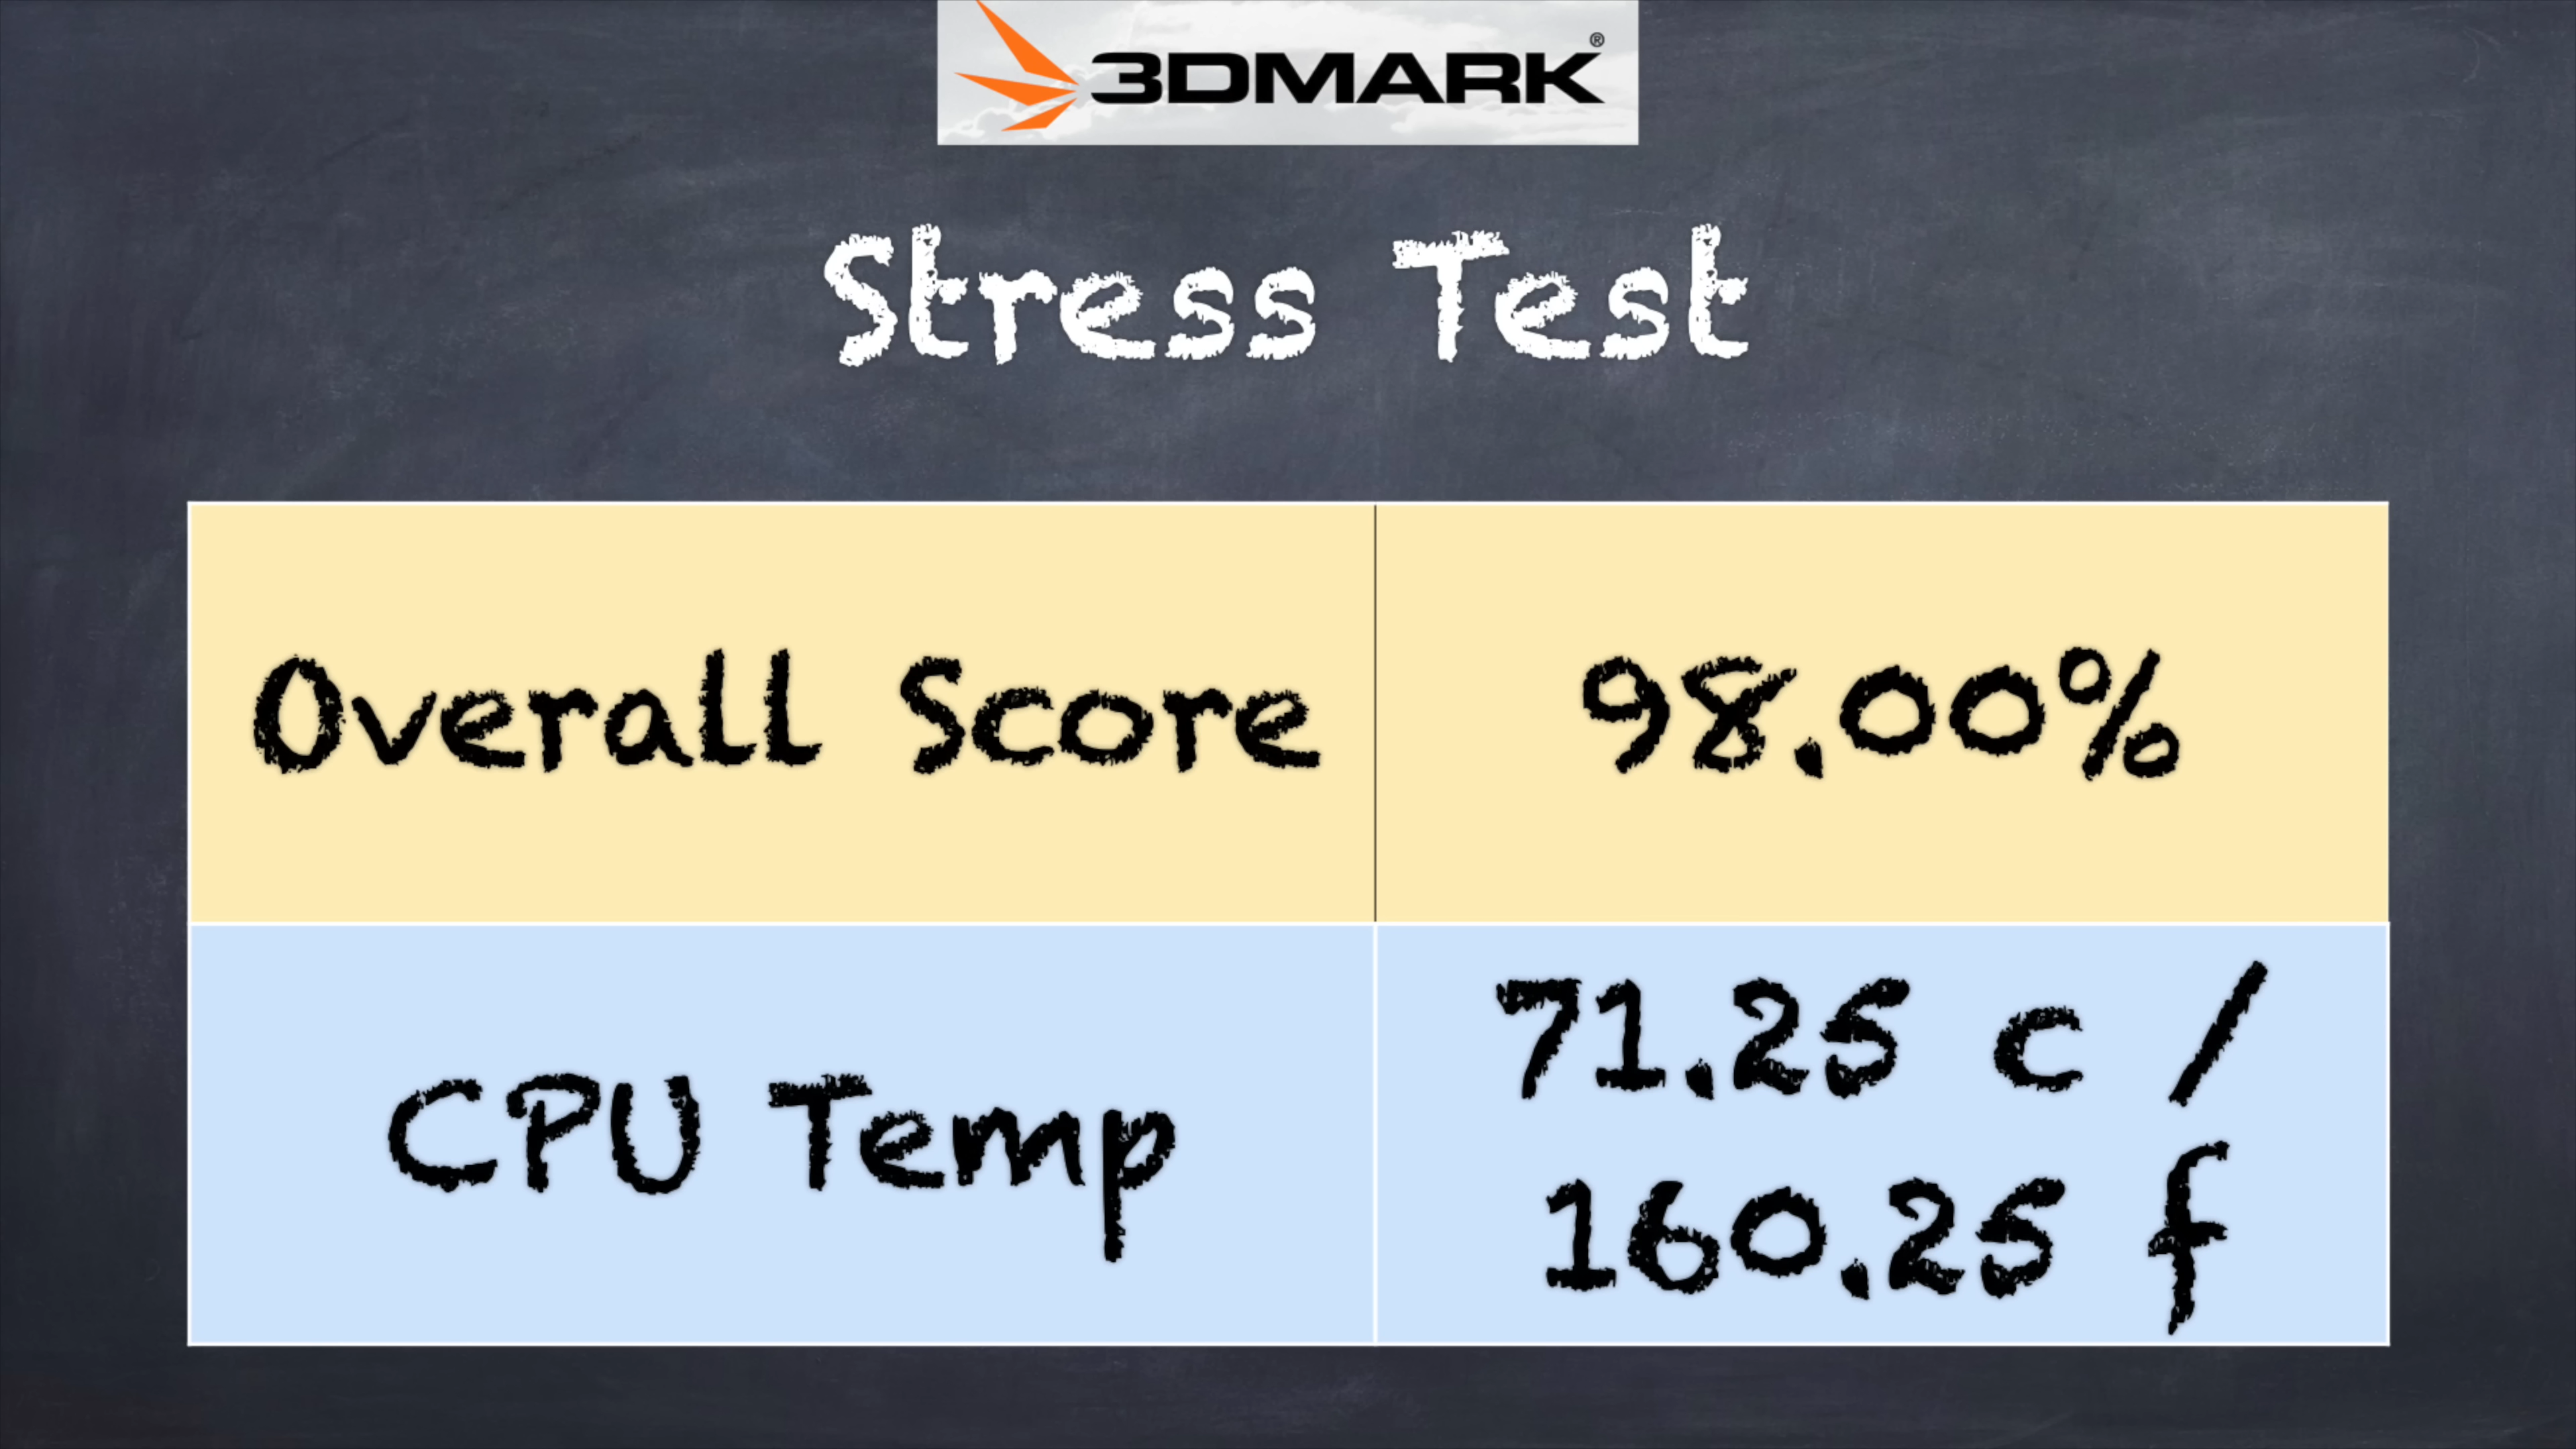 3DMARK®
Stress Test
Overall Score
98.00%
CPU Temp
71.25 c /
160.25 f